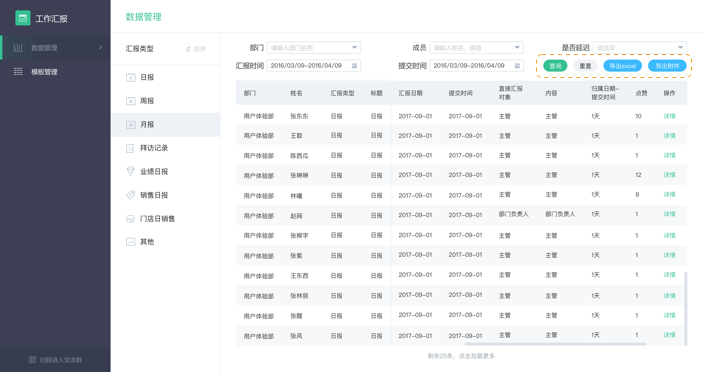 工作汇报
数据管理
模板管理
扫码进入交流群
数据管理
汇报类型 排序
日报
周报
月报
拜访记录
业绩日报
销售日报
门店日销售
其他
部门 请输入部门名称 成员 请输入姓名、拼音 是否延迟 请选择
汇报时间 2016/03/09-2016/04/09 提交时间 2016/03/09-2016/04/09 查询 重置 导出excel 导出附件
部门 姓名 汇报类型 标题 汇报日期 提交时间 直接汇报对象 内容 归属日期-提交时间 点赞 操作
用户体验部 张东东 日报 日报 2017-09-01 2017-09-01 主管 主管 1天 10 详情
用户体验部 王取 日报 日报 2017-09-01 2017-09-01 主管 主管 1天 1 详情
用户体验部 陈西瓜 日报 日报 2017-09-01 2017-09-01 主管 主管 1天 1 详情
用户体验部 张琳琳 日报 日报 2017-09-01 2017-09-01 主管 主管 1天 12 详情
用户体验部 林曦 日报 日报 2017-09-01 2017-09-01 主管 主管 1天 8 详情
用户体验部 赵网 日报 日报 2017-09-01 2017-09-01 部门负责人 部门负责人 1天 1 详情
用户体验部 张柳字 日报 日报 2017-09-01 2017-09-01 主管 主管 1天 1 详情
用户体验部 张紫 日报 日报 2017-09-01 2017-09-01 主管 主管 1天 1 详情
用户体验部 王东西 日报 日报 2017-09-01 2017-09-01 主管 主管 1天 1 详情
用户体验部 张林丽 日报 日报 2017-09-01 2017-09-01 主管 主管 1天 1 详情
用户体验部 张醒 日报 日报 2017-09-01 2017-09-01 主管 主管 1天 1 详情
用户体验部 张风 日报 日报 2017-09-01 2017-09-01 主管 主管 1天 1 详情
剩余25条，点击加载更多